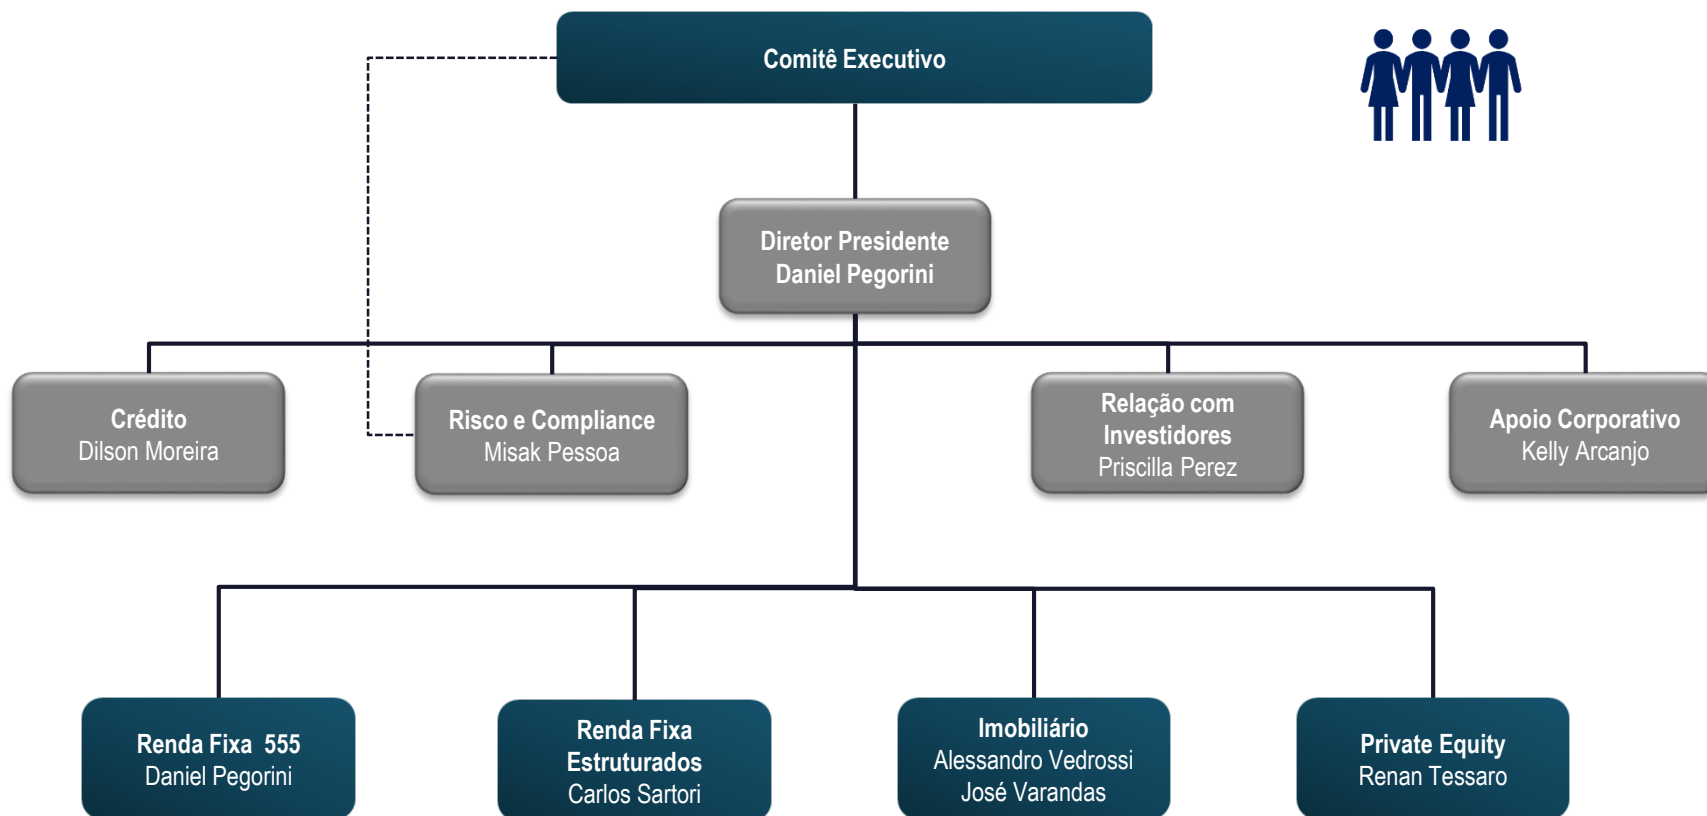 Comitê Executivo
Diretor Presidente
Daniel Pegorini
Crédito
Dilson Moreira
Risco e Compliance
Misak Pessoa
Relação com
Investidores
Priscilla Perez
Apoio Corporativo
Kelly Arcanjo
Renda Fixa 555
Daniel Pegorini
Renda Fixa
Estruturados
Carlos Sartori
Imobiliário
Alessandro Vedrossi
José Varandas
Private Equity
Renan Tessaro